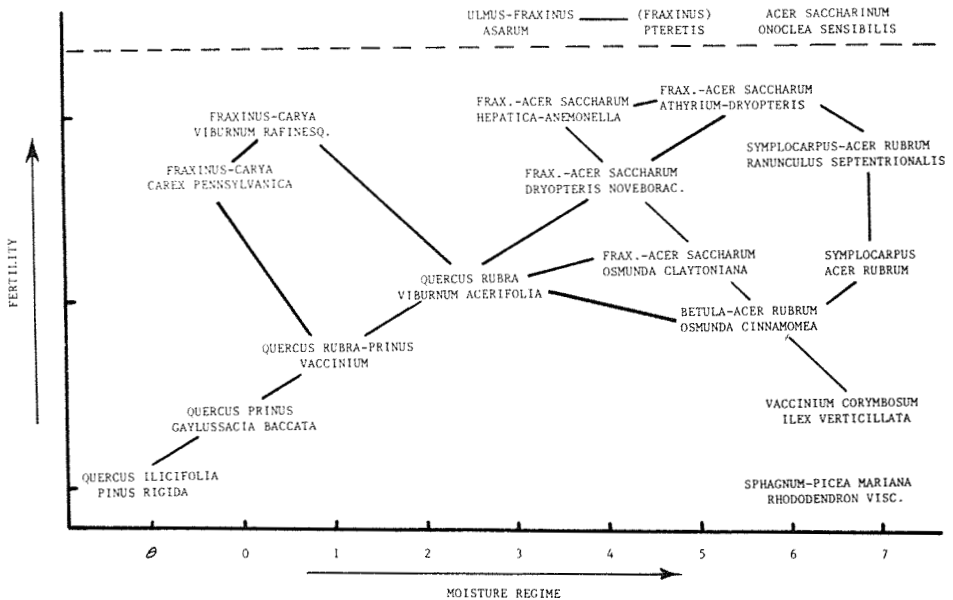 ULMUS-FRAXINUS
ASARUM
(FRAXINUS)
PTERETIS
ACER SACCHARINUM
ONOCLEA SENSIBILIS
FRAXINUS-CARYA
VIBURNUM RAFINESQ.
FRAX.-ACER SACCHARUM
HEPATICA-ANEMONELLA
FRAX.-ACER SACCHARUM
ATHYRIUM-DRYOPTERIS
SYMPLOCARPUS-ACER RUBRUM
RANUNCULUS SEPTENTRIONALIS
FRAXINUS-CARYA
CAREX PENNSYLVANICA
FRAX.-ACER SACCHARUM
DRYOPTERIS NOVEBORAC.
FRAX.-ACER SACCHARUM
OSMUNDA CLAYTONIANA
SYMPLOCARPUS
ACER RUBRUM
QUERCUS RUBRA
VIBURNUM ACERIFOLIA
BETULA-ACER RUBRUM
OSMUNDA CINNAMOMEA
QUERCUS RUBRA-PRINUS
VACCINIUM
QUERCUS PRINUS
GAYLUSSACIA BACCATA
VACCINIUM CORYMBOSUM
ILEX VERTICILLATA
QUERCUS ILICIFOLIA
PINUS RIGIDA
SPHAGNUM-PICEA MARIANA
RHODODENDRON VISC.
FERTILITY
θ 0 1 2 3 4 5 6 7
MOISTURE REGIME